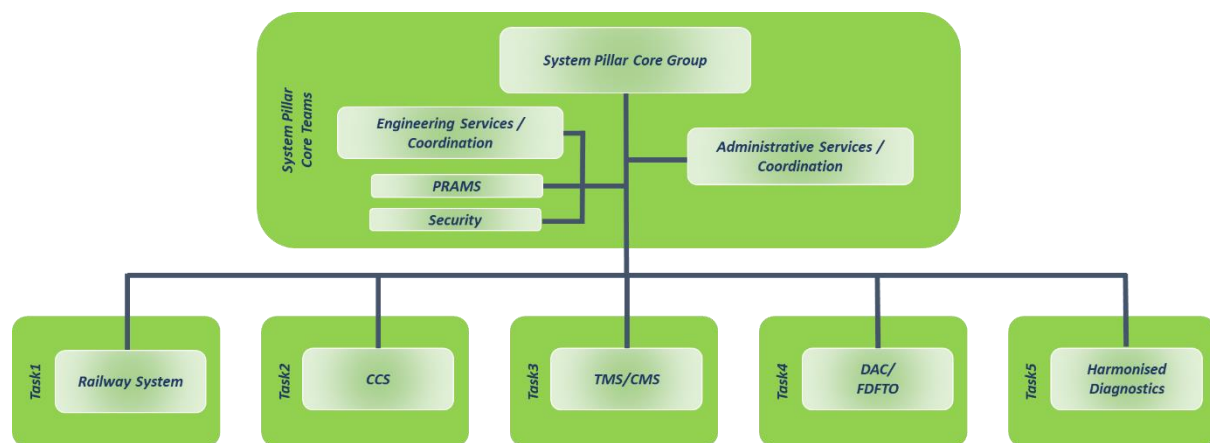 System Pillar Core Group
System Pillar
Core Teams
Engineering Services /
Coordination
Administrative Services /
Coordination
PRAMS
Security
Task1
Railway System
Task2
CCS
Task3
TMS/CMS
Task4
DAC/
FDFTO
Task5
Harmonised
Diagnostics